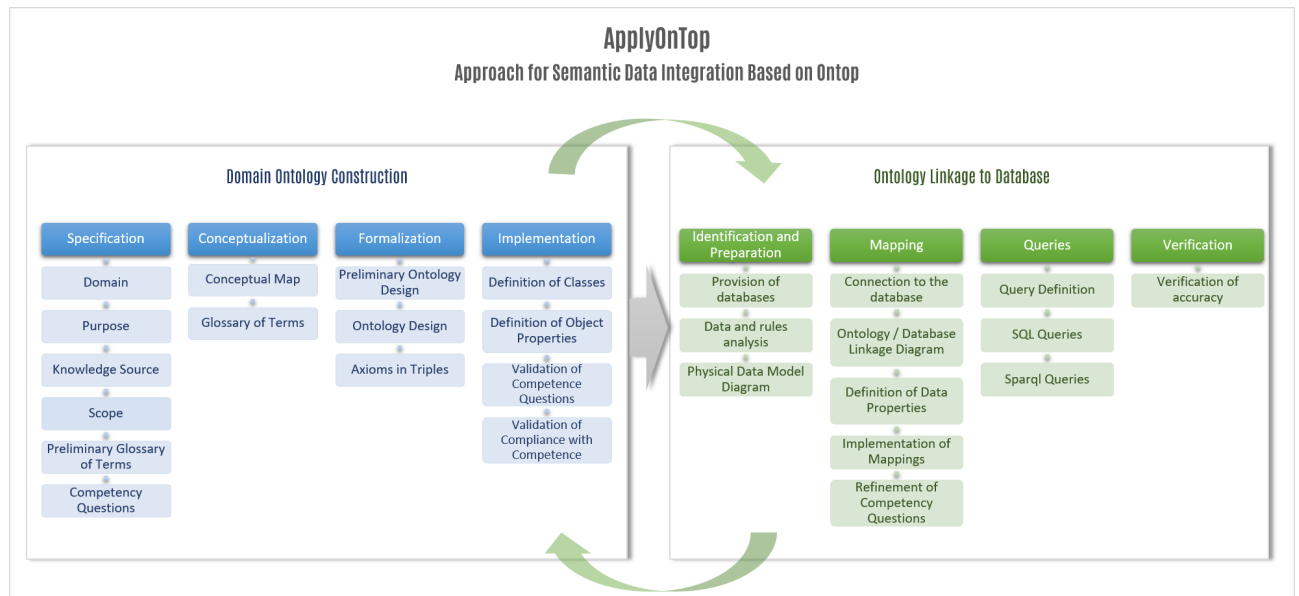 ApplyOnTop
Approach for Semantic Data Integration Based on Ontop
Domain Ontology Construction
Specification
Domain
Purpose
Knowledge Source
Scope
Preliminary Glossary
of Terms
Competency
Questions
Conceptualization
Conceptual Map
Glossary of Terms
Formalization
Preliminary Ontology
Design
Ontology Design
Axioms in Triples
Implementation
Definition of Classes
Definition of Object
Properties
Validation of
Competence
Questions
Validation of
Compliance with
Competence
Ontology Linkage to Database
Identification and
Preparation
Provision of
databases
Data and rules
analysis
Physical Data Model
Diagram
Mapping
Connection to the
database
Ontology / Database
Linkage Diagram
Definition of Data
Properties
Implementation of
Mappings
Refinement of
Competency
Questions
Queries
Query Definition
SQL Queries
Sparql Queries
Verification
Verification of
accuracy